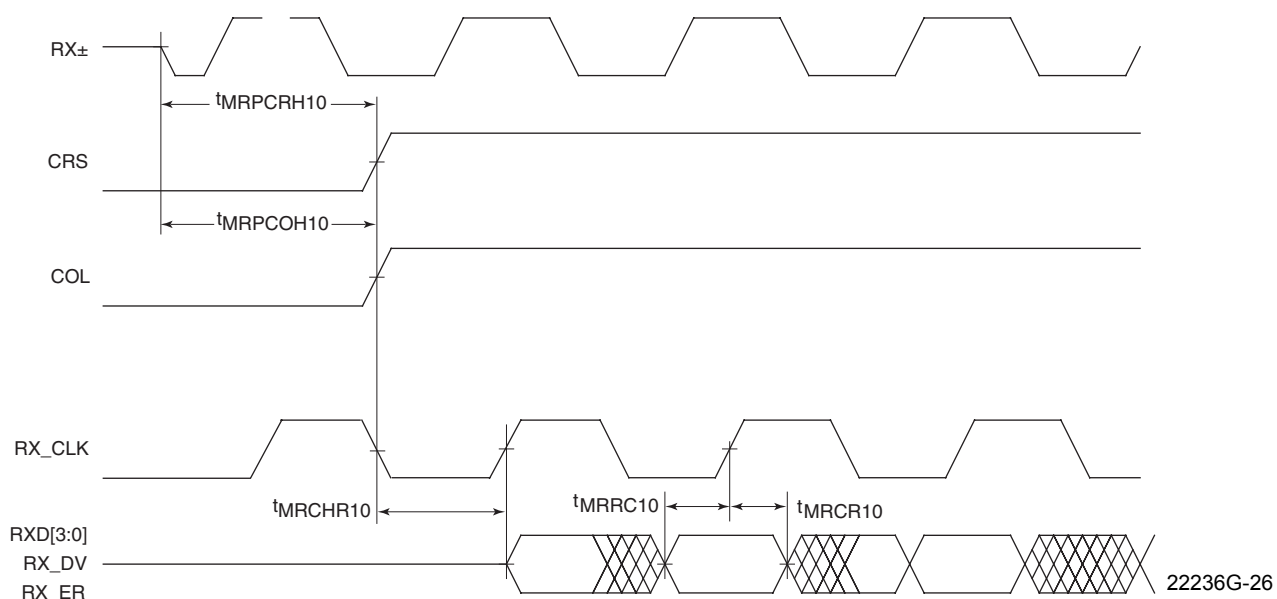 RX±
tMRPCRH10
CRS
tMRPCOH10
COL
RX_CLK
tMRCHR10
tMRRC10
tMRCR10
RXD[3:0]
RX_DV
RX_ER
22236G-26